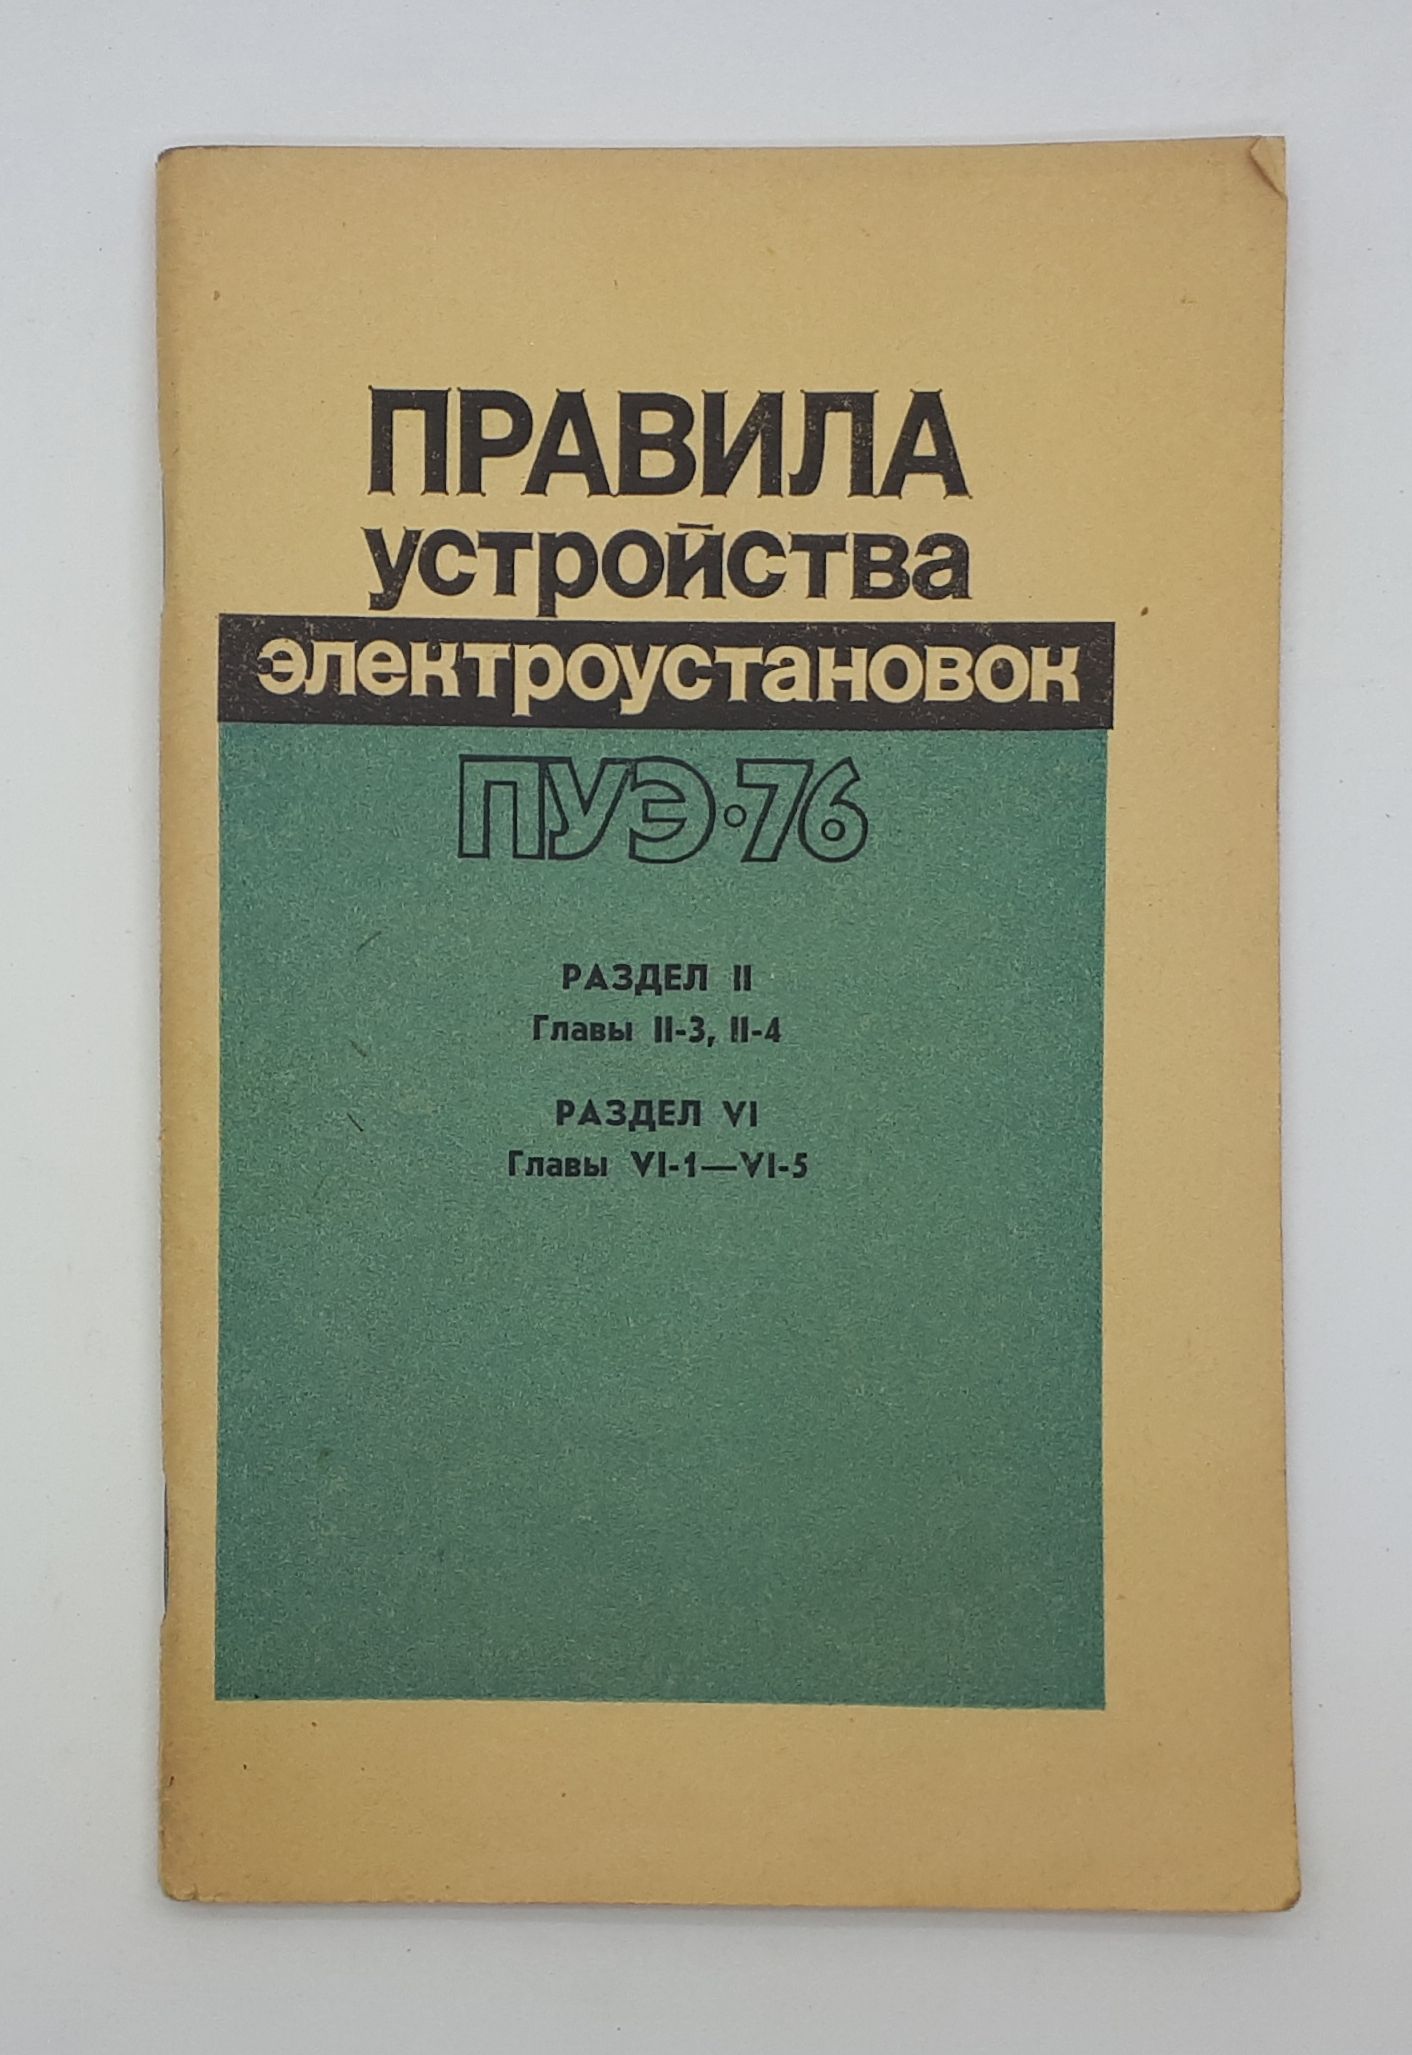 ПРАВИЛА
устройства
электроустановок
ПУЭ·76
РАЗДЕЛ II
Главы II-3, II-4
РАЗДЕЛ VI
Главы VI-1—VI-5